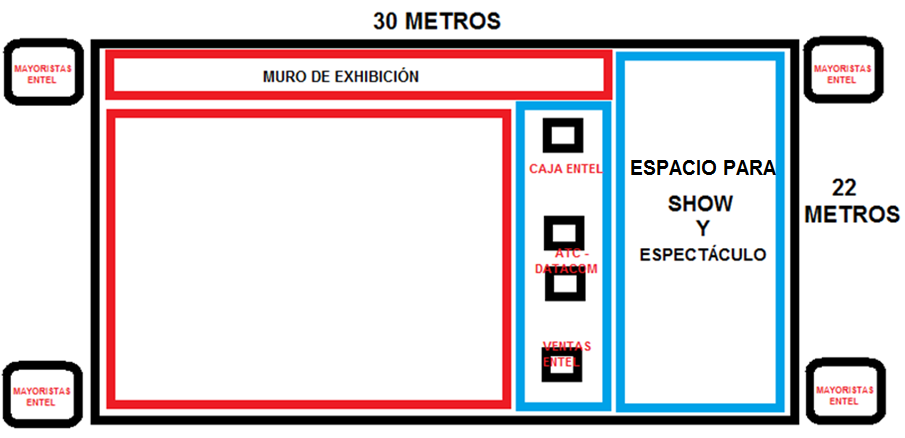 30 METROS
MAYORISTAS
ENTEL
MAYORISTAS
ENTEL
MURO DE EXHIBICIÓN
CAJA ENTEL
ESPACIO PARA
SHOW
Y
ESPECTÁCULO
22
METROS
ATC -
DATACOM
VENTAS
ENTEL
MAYORISTAS
ENTEL
MAYORISTAS
ENTEL